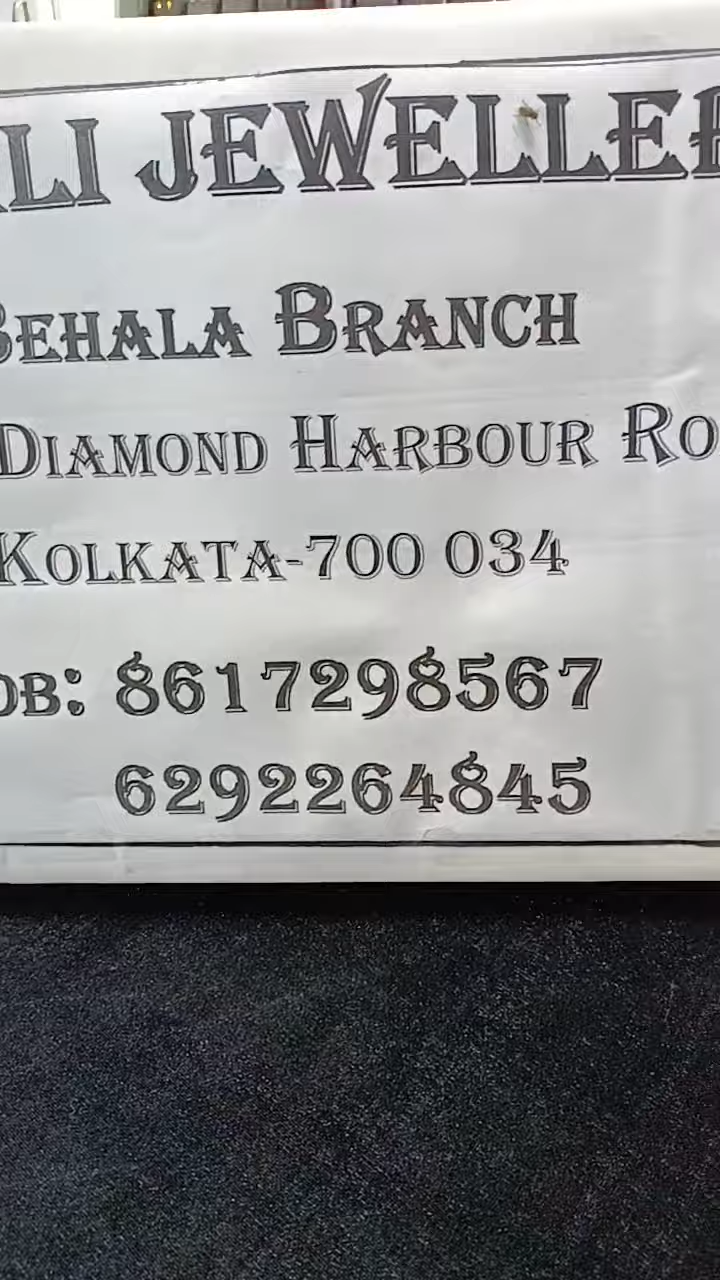 LI JEWELLE
BEHALA BRANCH
DIAMOND HARBOUR RO
KOLKATA-700 034
OB: 8617298567
6292264845